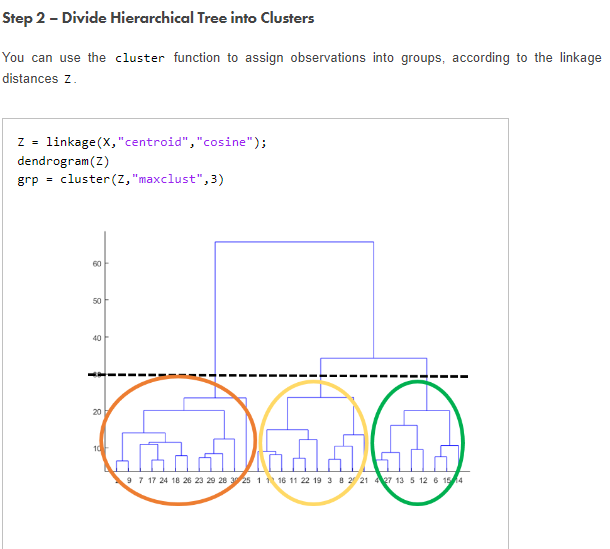 Step 2 – Divide Hierarchical Tree into Clusters
You can use the cluster function to assign observations into groups, according to the linkage
distances Z.
Z = linkage(X,"centroid","cosine");
dendrogram(Z)
grp = cluster(Z,"maxclust",3)
60
50
40
20
9 7 17 24 18 26 23 29 28 25 1 16 11 22 19 3 8 21 27 13 5 12 6